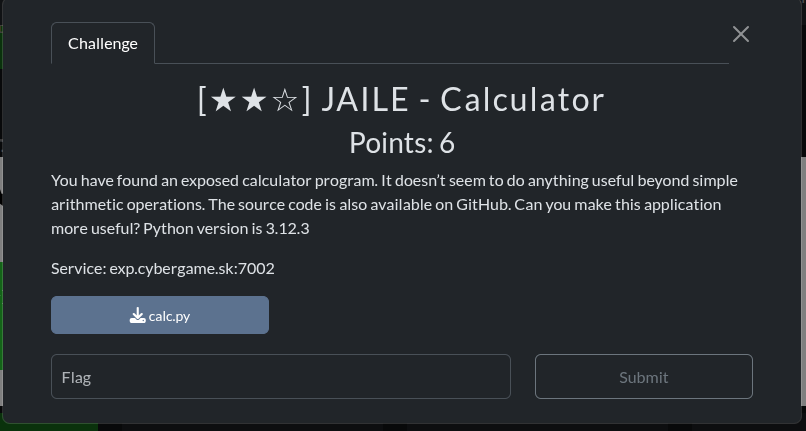 Challenge
[★★☆] JAILE - Calculator
Points: 6
You have found an exposed calculator program. It doesn’t seem to do anything useful beyond simple
arithmetic operations. The source code is also available on GitHub. Can you make this application
more useful? Python version is 3.12.3
Service: exp.cybergame.sk:7002
calc.py
Flag
Submit